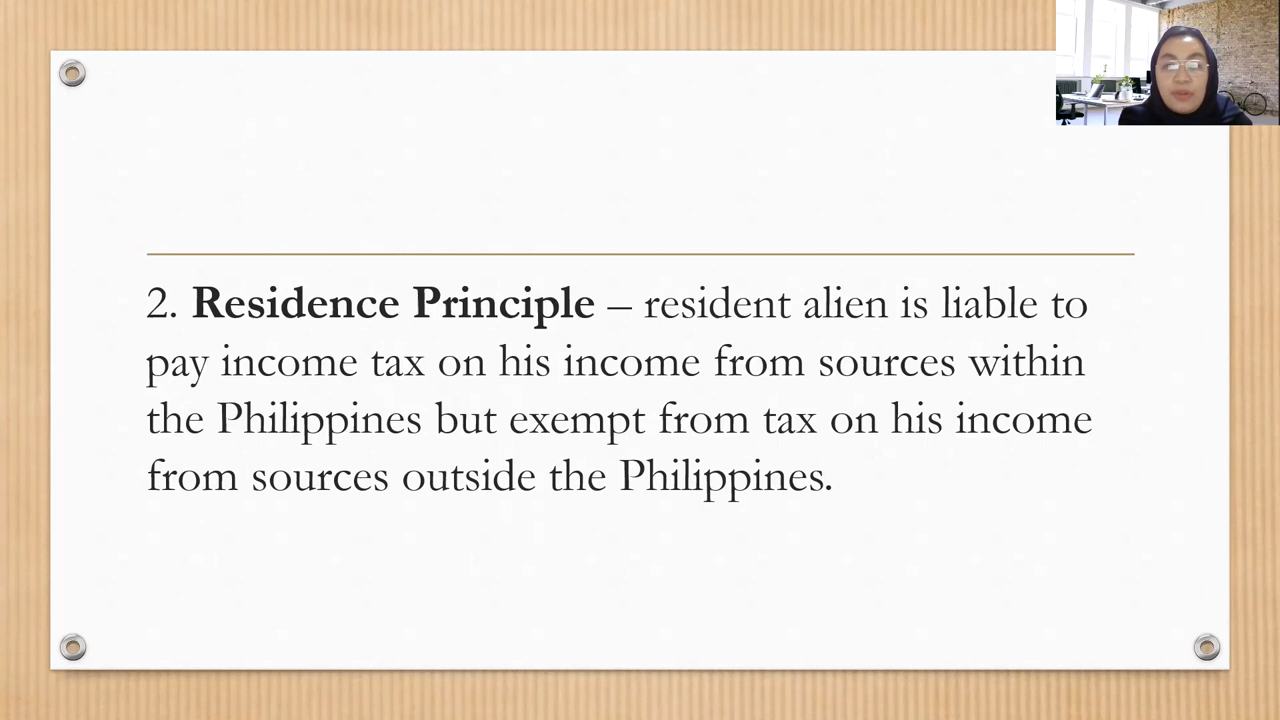 2. Residence Principle – resident alien is liable to
pay income tax on his income from sources within
the Philippines but exempt from tax on his income
from sources outside the Philippines.